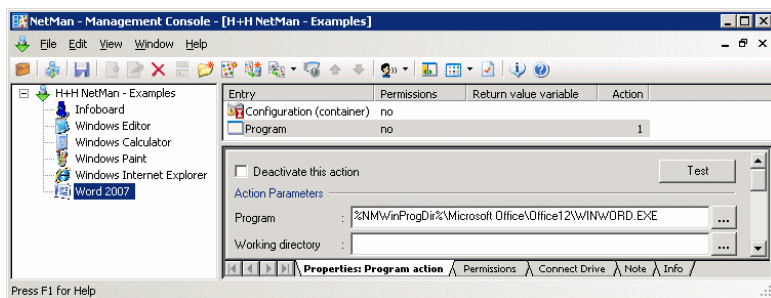 NetMan - Management Console - [H+H NetMan - Examples]
File Edit View Window Help
H+H NetMan - Examples
Infoboard
Windows Editor
Windows Calculator
Windows Paint
Windows Internet Explorer
Word 2007
Entry Permissions Return value variable Action
Configuration (container) no
Program no 1
Deactivate this action Test
Action Parameters
Program : %NMWinProgDir%\Microsoft Office\Office12\WINWORD.EXE ...
Working directory : ...
Properties: Program action Permissions Connect Drive Note Info
Press F1 for Help